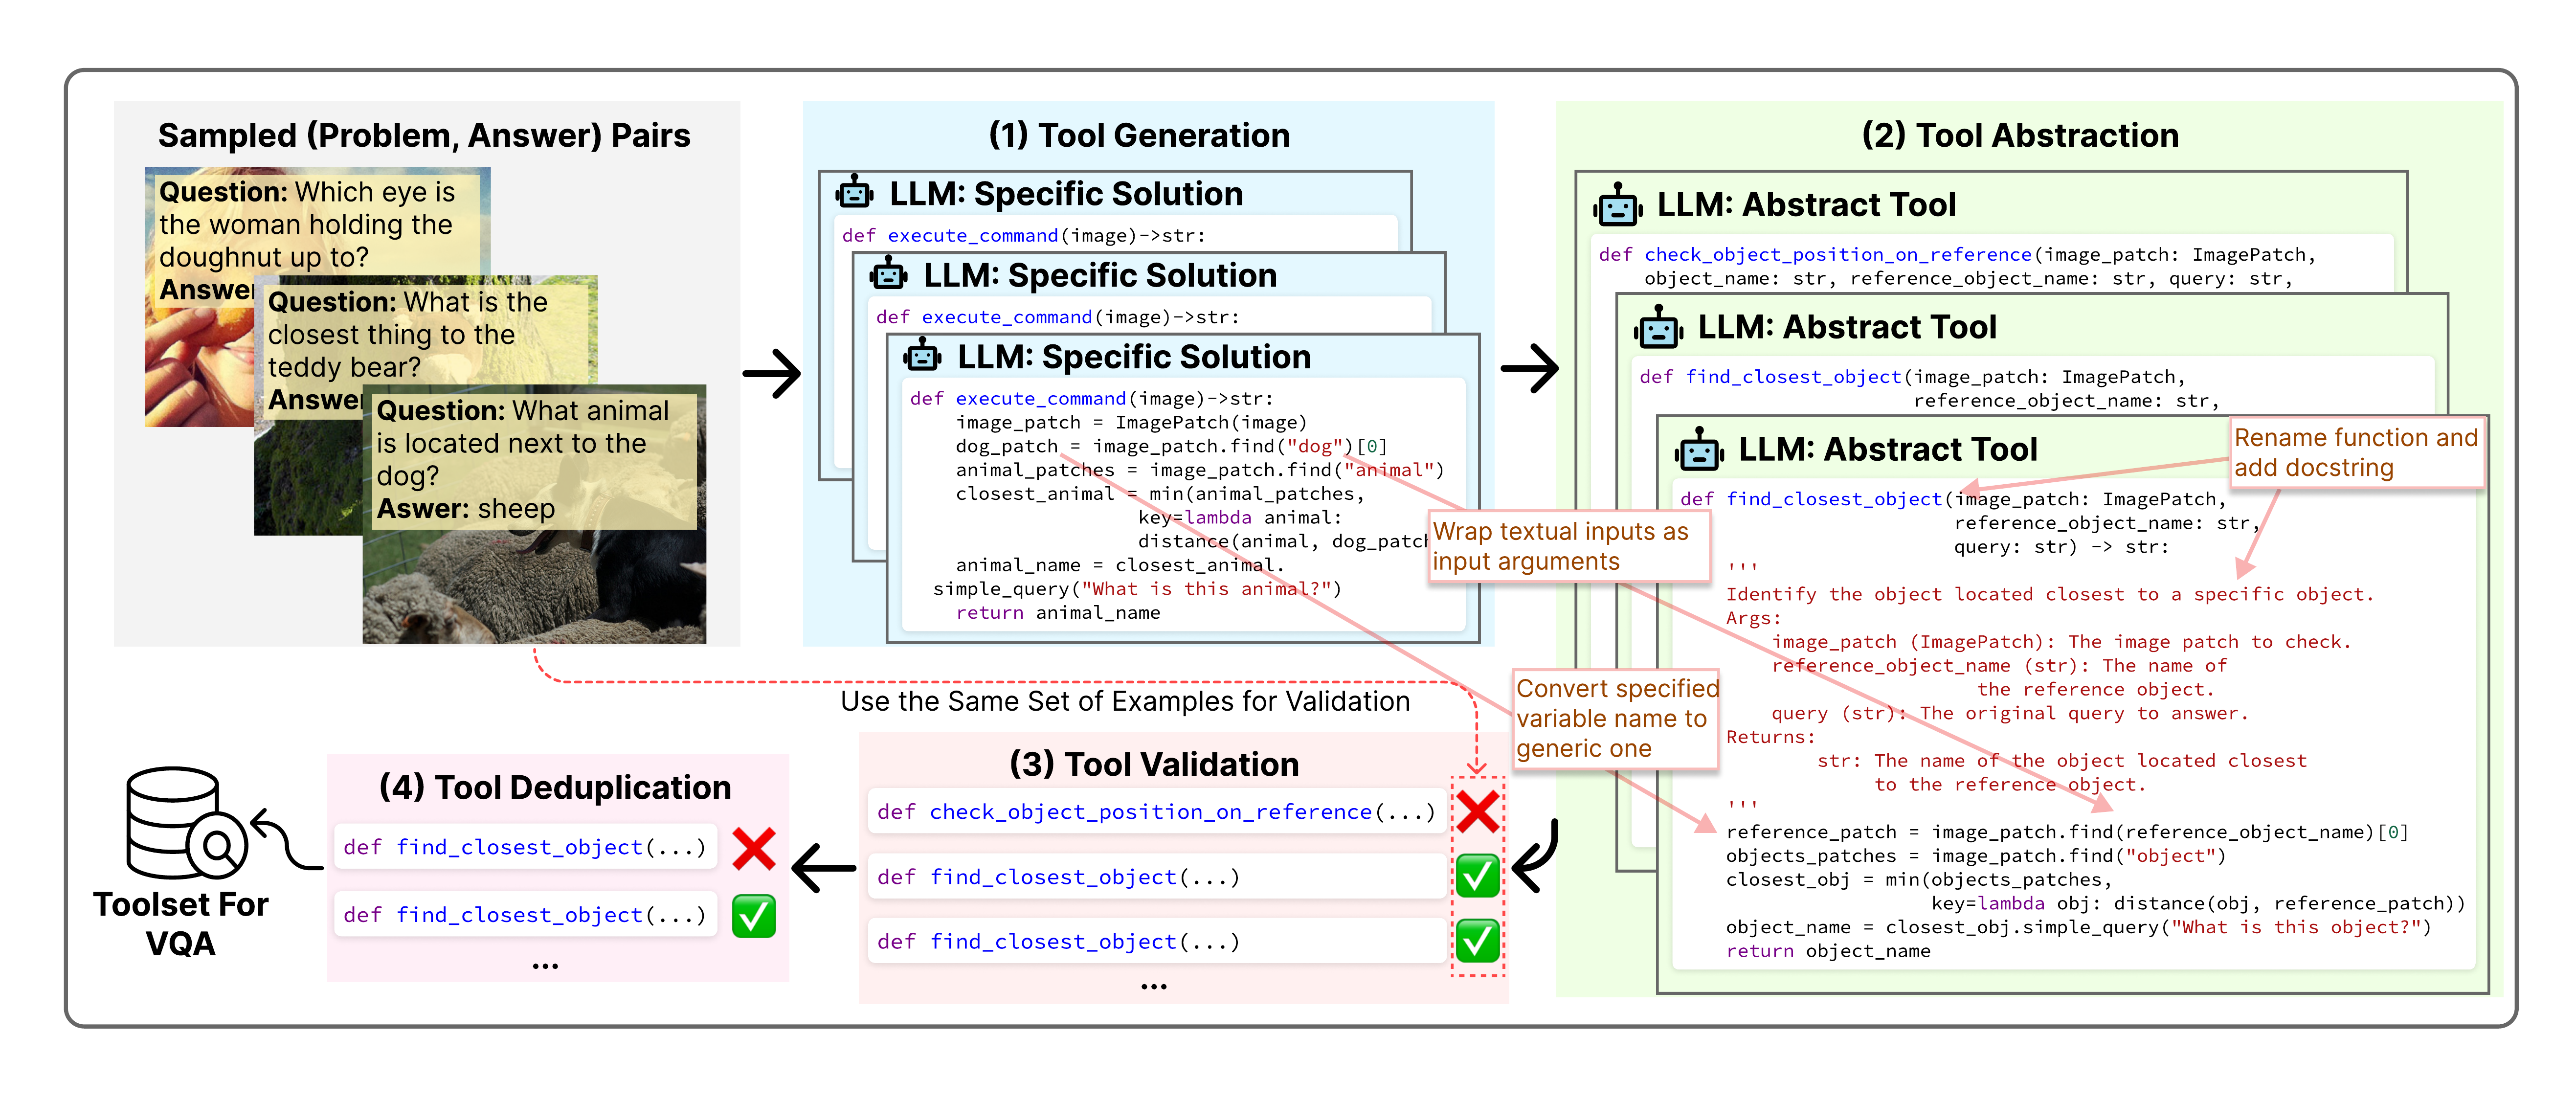 Sampled (Problem, Answer) Pairs
Question: Which eye is
the woman holding the
doughnut up to?
Answer
Question: What is the
closest thing to the
teddy bear?
Answer
Question: What animal
is located next to the
dog?
Aswer: sheep
(1) Tool Generation
LLM: Specific Solution
def execute_command(image)->str:
LLM: Specific Solution
def execute_command(image)->str:
LLM: Specific Solution
def execute_command(image)->str:
image_patch = ImagePatch(image)
dog_patch = image_patch.find("dog")[0]
animal_patches = image_patch.find("animal")
closest_animal = min(animal_patches,
key=lambda animal:
distance(animal, dog_patch
animal_name = closest_animal.
simple_query("What is this animal?")
return animal_name
(2) Tool Abstraction
LLM: Abstract Tool
def check_object_position_on_reference(image_patch: ImagePatch,
object_name: str, reference_object_name: str, query: str,
LLM: Abstract Tool
def find_closest_object(image_patch: ImagePatch,
reference_object_name: str,
LLM: Abstract Tool
def find_closest_object(image_patch: ImagePatch,
reference_object_name: str,
query: str) -> str:
'''
Identify the object located closest to a specific object.
Args:
image_patch (ImagePatch): The image patch to check.
reference_object_name (str): The name of
the reference object.
query (str): The original query to answer.
Returns:
str: The name of the object located closest
to the reference object.
'''
reference_patch = image_patch.find(reference_object_name)[0]
objects_patches = image_patch.find("object")
closest_obj = min(objects_patches,
key=lambda obj: distance(obj, reference_patch))
object_name = closest_obj.simple_query("What is this object?")
return object_name
Rename function and
add docstring
Wrap textual inputs as
input arguments
Convert specified
variable name to
generic one
Use the Same Set of Examples for Validation
(3) Tool Validation
def check_object_position_on_reference(...)
def find_closest_object(...)
def find_closest_object(...)
...
(4) Tool Deduplication
def find_closest_object(...)
def find_closest_object(...)
...
Toolset For
VQA